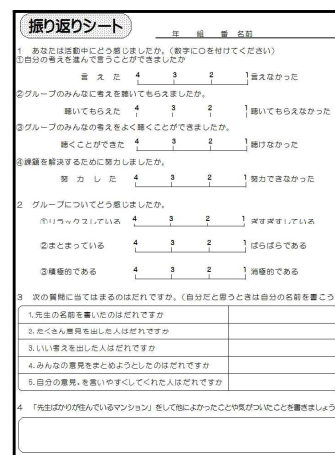 振り返りシート
年 組 番 名前
1 あなたは活動中にどう感じましたか。(数字に○を付けてください)
①自分の考えを進んで言うことができましたか
言えた 4 3 2 1 言えなかった
②グループのみんなに考えを聴いてもらえましたか。
聴いてもらえた 4 3 2 1 聴いてもらえなかった
③グループのみんなの考えをよく聴くことができましたか。
聴くことができた 4 3 2 1 聴けなかった
④課題を解決するために努力しましたか。
努力した 4 3 2 1 努力できなかった
2 グループについてどう感じましたか。
①リラックスしている 4 3 2 1 ぎすぎすしている
②まとまっている 4 3 2 1 ばらばらである
③積極的である 4 3 2 1 消極的である
3 次の質問に当てはまるのはだれですか。(自分だと思うときは自分の名前を書こう
1.先生の名前を書いたのはだれですか
2.たくさん意見を出した人はだれですか
3.いい考えを出した人はだれですか
4.みんなの意見をまとめようとしたのはだれですか
5.自分の意見。を言いやすくしてくれた人はだれですか
4 「先生ばかりが住んでいるマンション」をして他によかったことや気がついたことを書きましょう